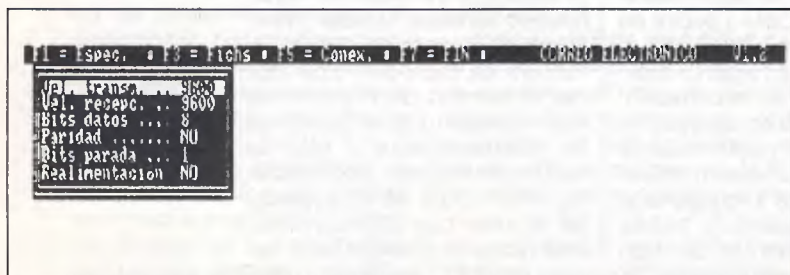 F1 = Espec. F3 = Fichs F5 = Conex. F7 = FIN CORREO ELECTRONICO V1.2
Vel. transm. .. 9600
Vel. recepc. .. 9600
Bits datos .... 8
Paridad ....... NO
Bits parada ... 1
Realimentacion NO